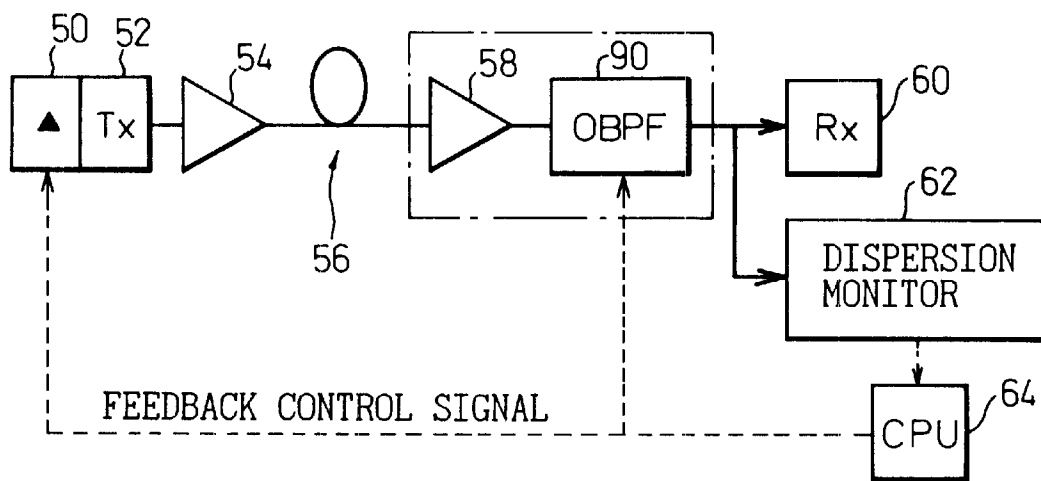 50
52
54
58
90
60
Tx
OBPF
Rx
56
62
DISPERSION
MONITOR
FEEDBACK CONTROL SIGNAL
64
CPU